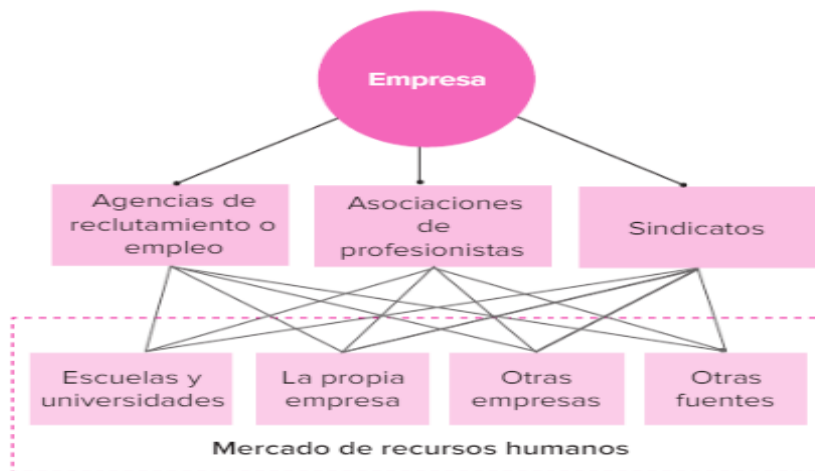 Empresa
Agencias de
reclutamiento o
empleo
Asociaciones
de
profesionistas
Sindicatos
Escuelas y
universidades
La propia
empresa
Otras
empresas
Otras
fuentes
Mercado de recursos humanos